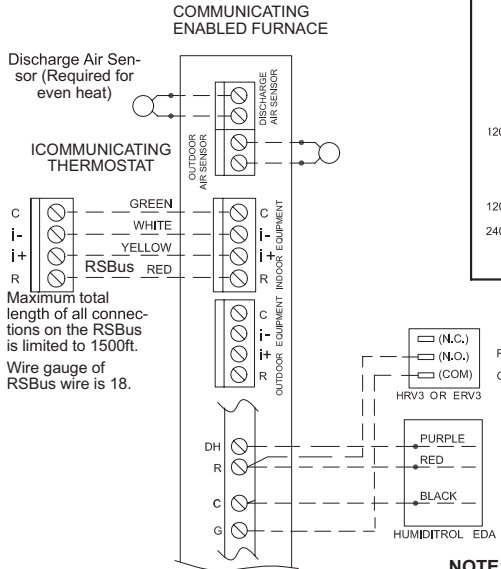 COMMUNICATING
ENABLED FURNACE
Discharge Air Sen-
sor (Required for
even heat)
DISCHARGE
AIR SENSOR
OUTDOOR
AIR SENSOR
ICOMMUNICATING
THERMOSTAT
C
i-
i+
R
GREEN
WHITE
YELLOW
RSBus RED
C
i-
i+
R
INDOOR EQUIPMENT
Maximum total
length of all connec-
tions on the RSBus
is limited to 1500ft.
Wire gauge of
RSBus wire is 18.
C
i-
i+
R
OUTDOOR EQUIPMENT
120
120
240
(N.C.)
(N.O.)
(COM)
HRV3 OR ERV3
DH
R
C
G
PURPLE
RED
BLACK
HUMIDITROL EDA
NOTE